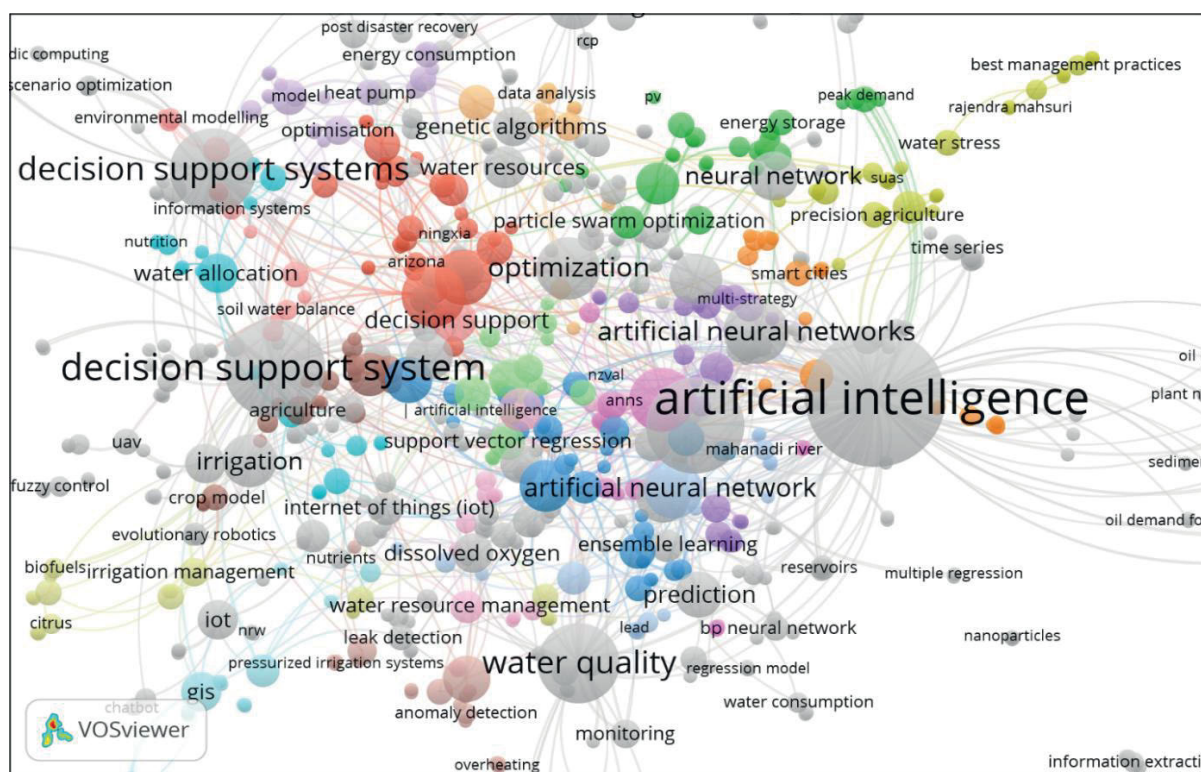 post disaster recovery
rcp
dic computing
energy consumption
best management practices
scenario optimization
model
heat pump
data analysis
pv
peak demand
rajendra mahsuri
environmental modelling
optimisation
genetic algorithms
energy storage
water stress
decision support systems
water resources
neural network
suas
information systems
particle swarm optimization
precision agriculture
nutrition
ningxia
time series
water allocation
arizona
optimization
smart cities
soil water balance
multi-strategy
decision support
artificial neural networks
oil
decision support system
nzval
artificial intelligence
plant n
anns
agriculture
| artificial intelligence
uav
support vector regression
mahanadi river
irrigation
sedimen
fuzzy control
crop model
artificial neural network
internet of things (iot)
oil demand fo
evolutionary robotics
ensemble learning
nutrients
dissolved oxygen
biofuels
irrigation management
reservoirs
multiple regression
prediction
water resource management
citrus
iot
nrw
leak detection
lead
bp neural network
nanoparticles
pressurized irrigation systems
water quality
regression model
gis
water consumption
chatbot
anomaly detection
VOSviewer
monitoring
overheating
information extracti